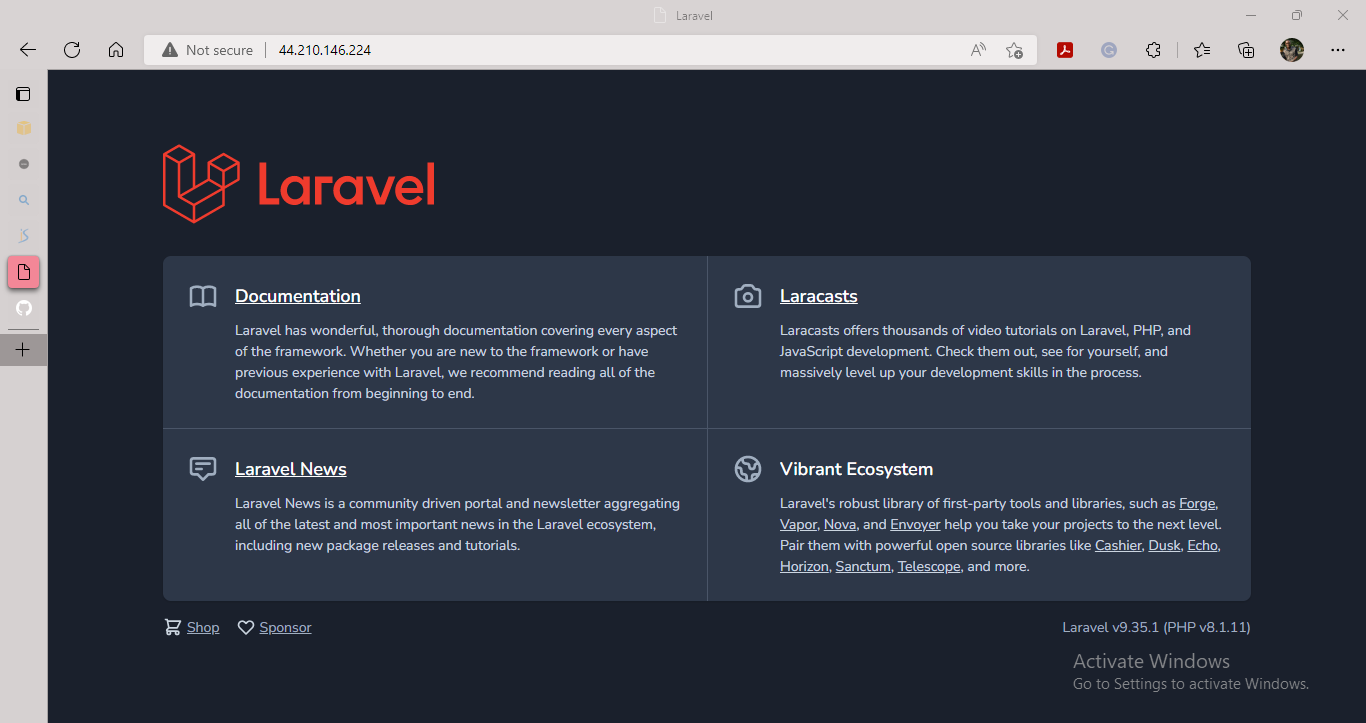 Laravel
Not secure
44.210.146.224
Laravel
Documentation
Laravel has wonderful, thorough documentation covering every aspect
of the framework. Whether you are new to the framework or have
previous experience with Laravel, we recommend reading all of the
documentation from beginning to end.
Laracasts
Laracasts offers thousands of video tutorials on Laravel, PHP, and
JavaScript development. Check them out, see for yourself, and
massively level up your development skills in the process.
Laravel News
Laravel News is a community driven portal and newsletter aggregating
all of the latest and most important news in the Laravel ecosystem,
including new package releases and tutorials.
Vibrant Ecosystem
Laravel's robust library of first-party tools and libraries, such as Forge,
Vapor, Nova, and Envoyer help you take your projects to the next level.
Pair them with powerful open source libraries like Cashier, Dusk, Echo,
Horizon, Sanctum, Telescope, and more.
Shop
Sponsor
Laravel v9.35.1 (PHP v8.1.11)
Activate Windows
Go to Settings to activate Windows.